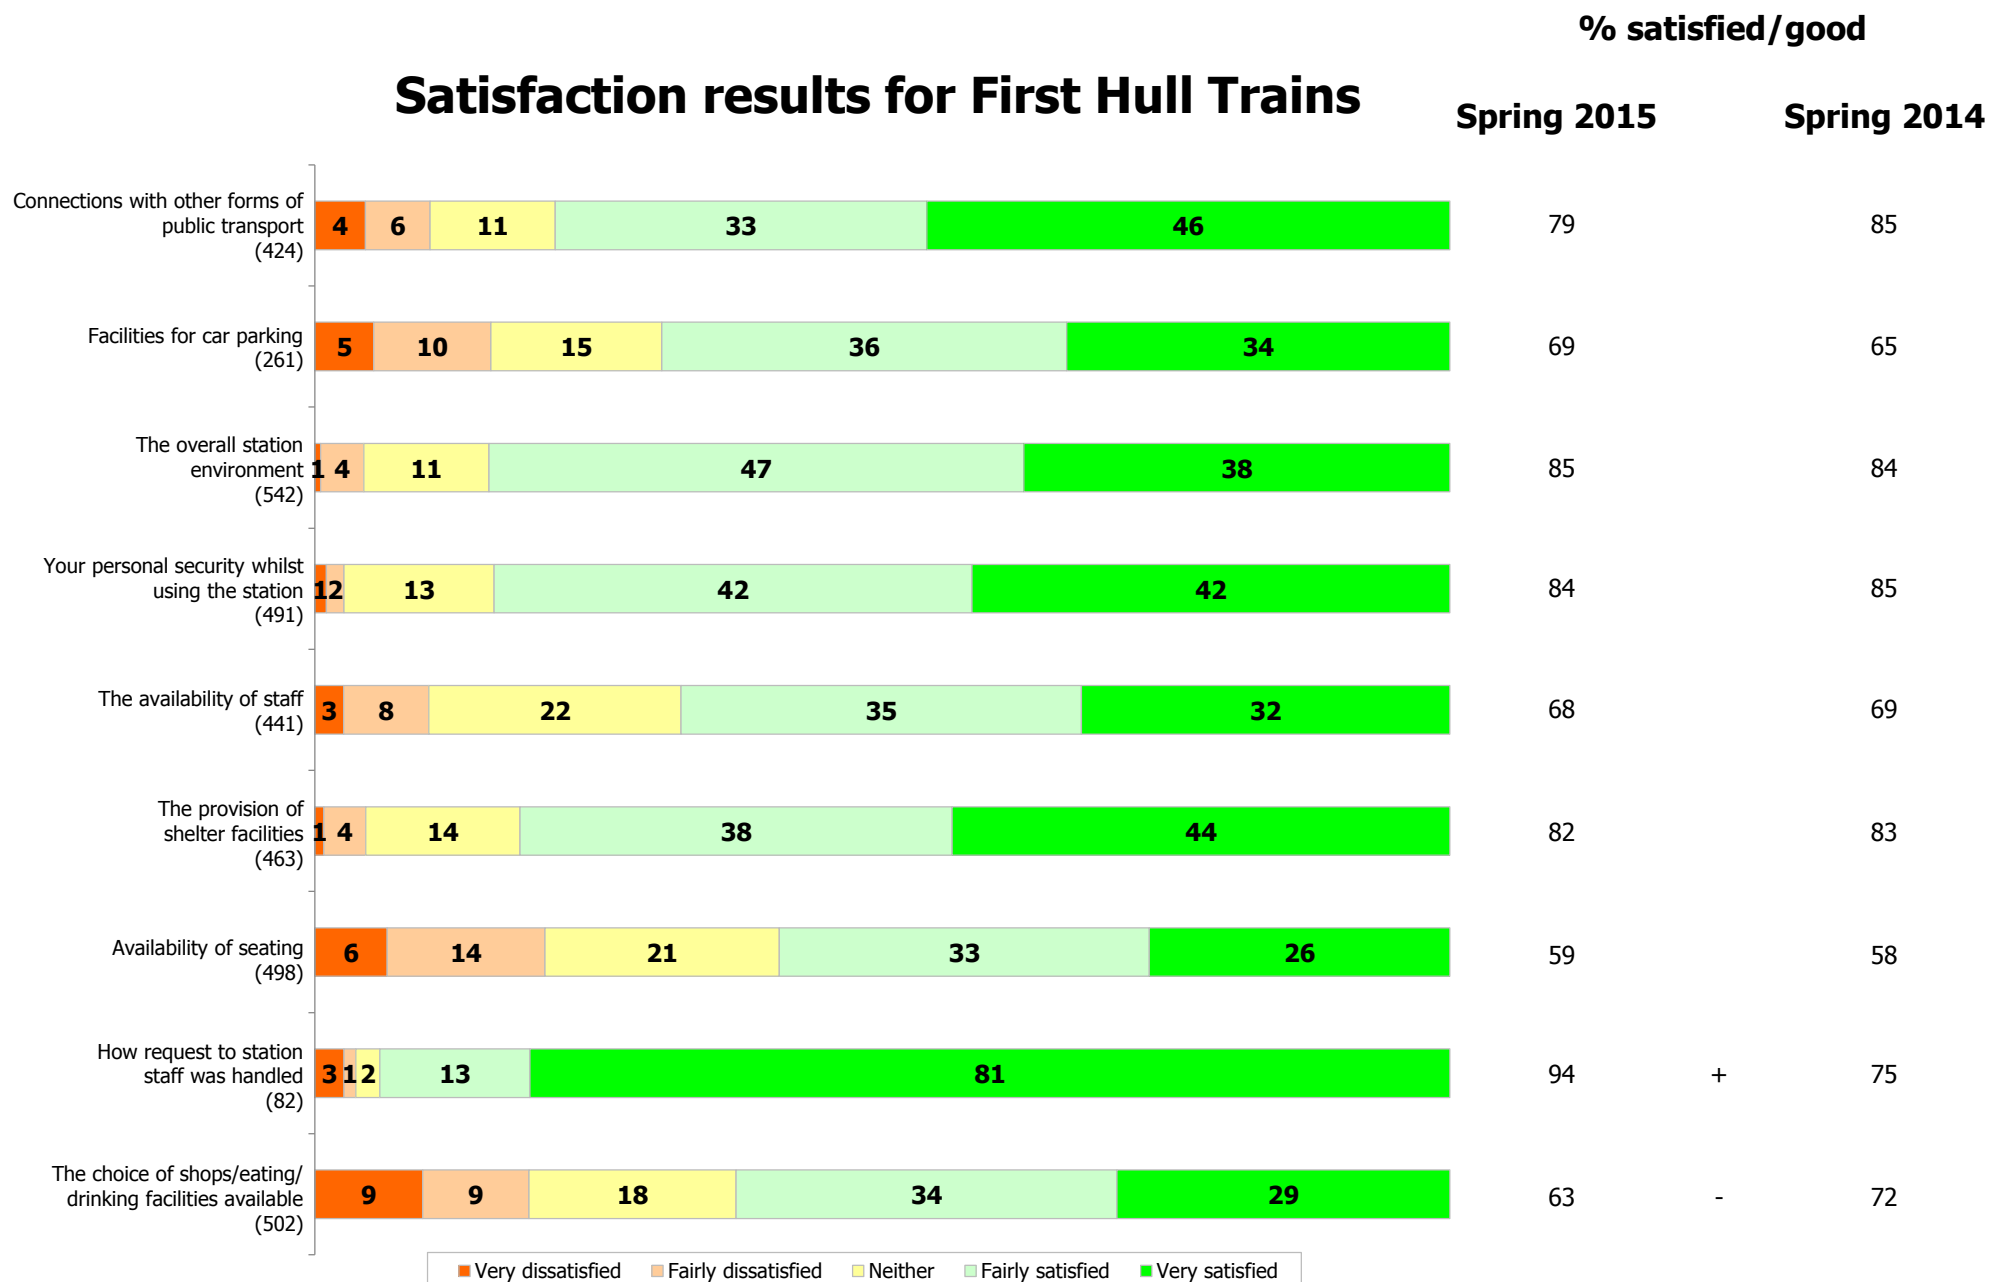 % satisfied/good
Satisfaction results for First Hull Trains
Spring 2015 Spring 2014
Connections with other forms of
public transport
(424)
4 6 11 33 46 79 85
Facilities for car parking
(261)
5 10 15 36 34 69 65
The overall station
environment
(542)
1 4 11 47 38 85 84
Your personal security whilst
using the station
(491)
1 2 13 42 42 84 85
The availability of staff
(441)
3 8 22 35 32 68 69
The provision of
shelter facilities
(463)
1 4 14 38 44 82 83
Availability of seating
(498)
6 14 21 33 26 59 58
How request to station
staff was handled
(82)
3 1 2 13 81 94 + 75
The choice of shops/eating/
drinking facilities available
(502)
9 9 18 34 29 63 - 72
Very dissatisfied Fairly dissatisfied Neither Fairly satisfied Very satisfied